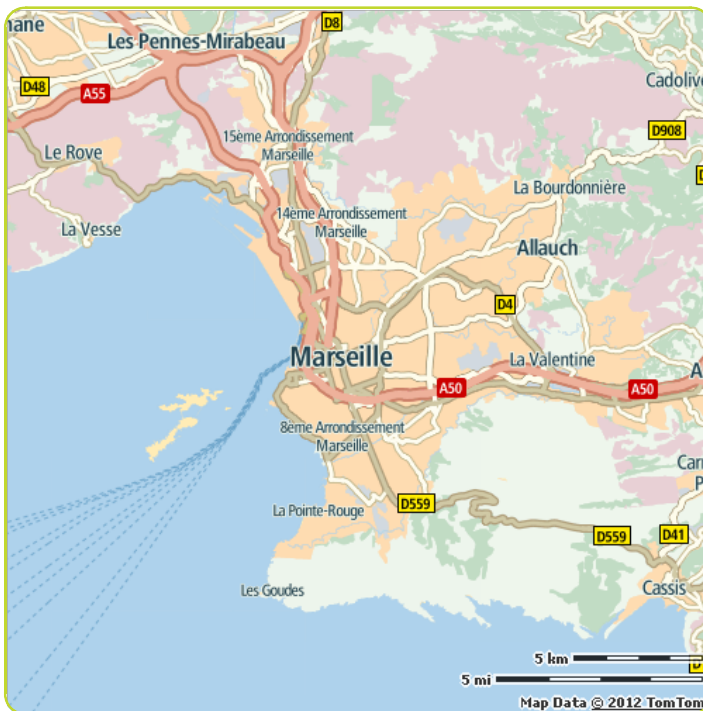 mane
D8
Les Pennes-Mirabeau
Cadolive
D48
A55
D908
15ème Arrondissement
Marseille
Le Rove
D
La Bourdonnière
14ème Arrondissement
Marseille
La Vesse
Allauch
D4
Marseille
La Valentine
A
A50
A50
8ème Arrondissement
Marseille
Carn
P
La Pointe-Rouge
D559
D559
D41
Les Goudes
Cassis
5 km
D
5 mi
Map Data © 2012 TomTom